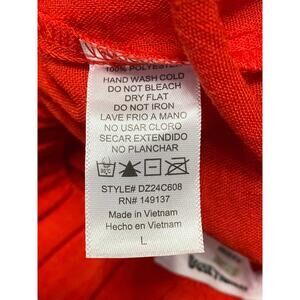 100% POLYESTER
HAND WASH COLD
DO NOT BLEACH
DRY FLAT
DO NOT IRON
LAVE FRIO A MANO
NO USAR CLORO
SECAR EXTENDIDO
NO PLANCHAR
30°C
STYLE# DZ24C608
RN# 149137
Made in Vietnam
Hecho en Vietnam
L